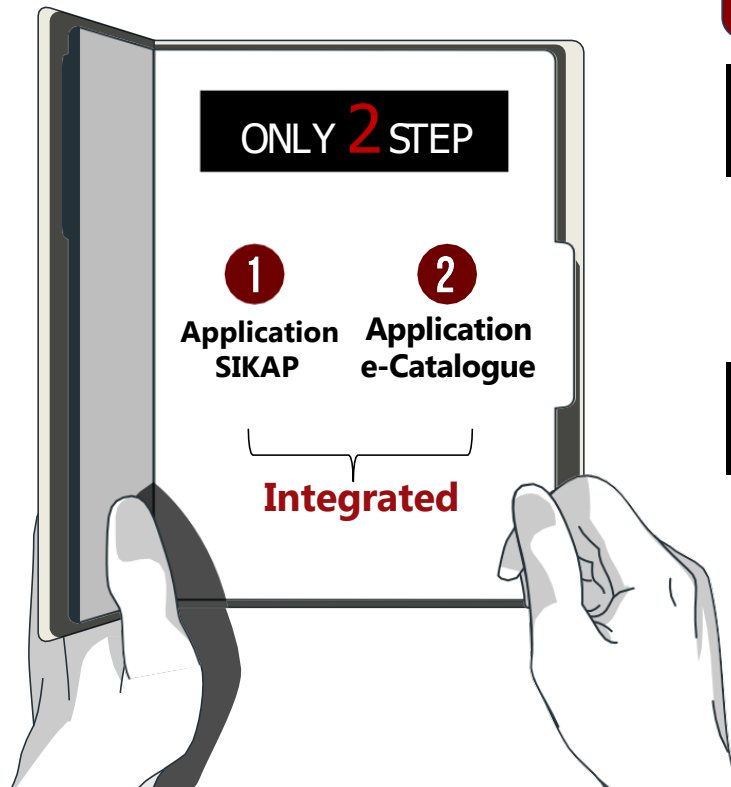 ONLY 2 STEP
1
Application
SIKAP
2
Application
e-Catalogue
Integrated